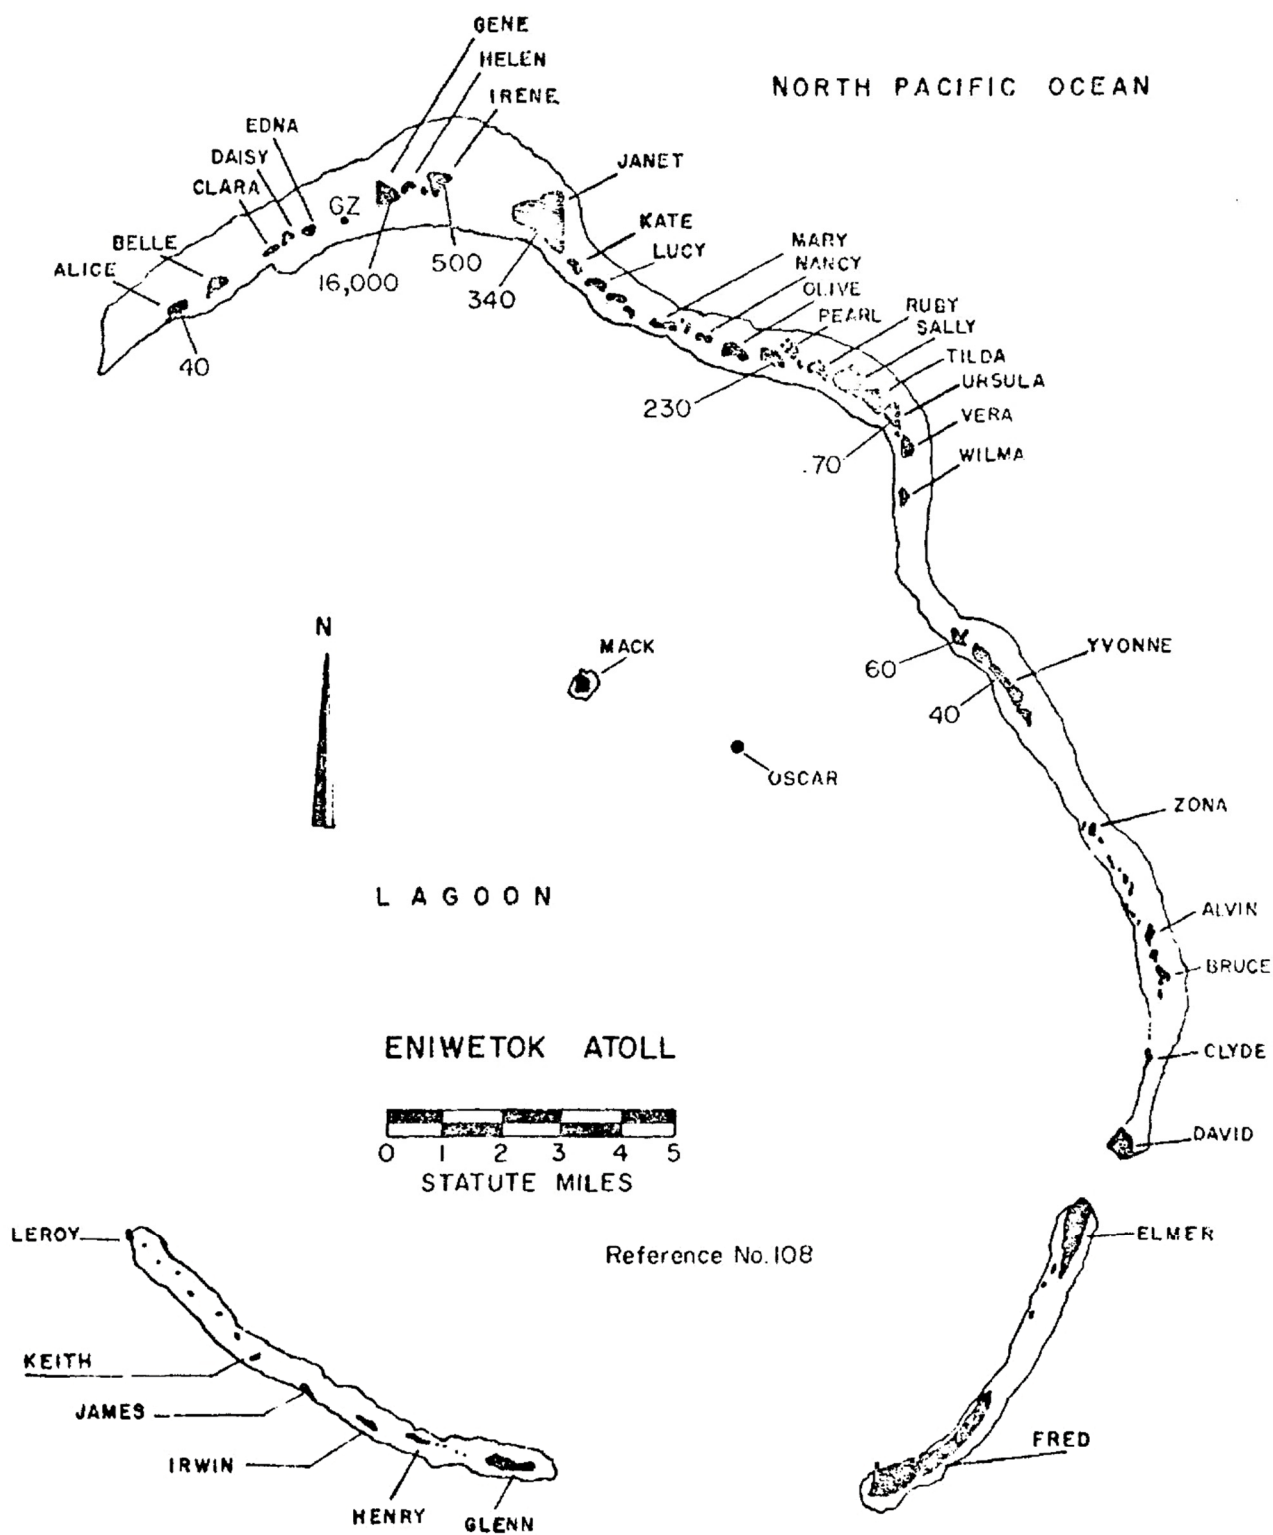 GENE
HELEN
IRENE
NORTH PACIFIC OCEAN
EDNA
DAISY
CLARA
JANET
GZ
KATE
BELLE
LUCY
MARY
ALICE
NANCY
500
16,000
OLIVE
340
RUBY
PEARL
SALLY
40
TILDA
URSULA
230
VERA
70
WILMA
N
MACK
YVONNE
60
40
OSCAR
ZONA
LAGOON
ALVIN
BRUCE
ENIWETOK ATOLL
CLYDE
0 1 2 3 4 5
STATUTE MILES
DAVID
LEROY
Reference No.108
ELMER
KEITH
JAMES
IRWIN
FRED
HENRY
GLENN